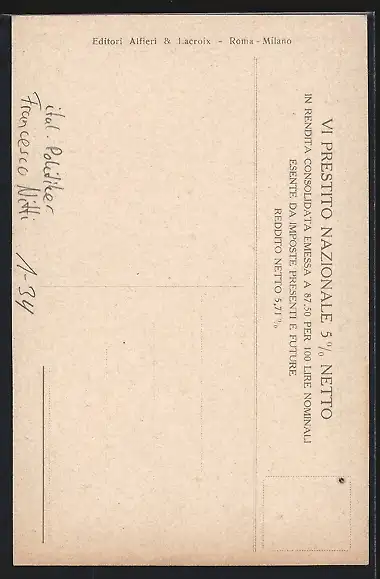 Editori Alfieri & Lacroix - Roma - Milano
VI PRESTITO NAZIONALE 5 % NETTO
IN RENDITA CONSOLIDATA EMESSA A 87.50 PER 100 LIRE NOMINALI
ESENTE DA IMPOSTE PRESENTI E FUTURE
REDDITO NETTO 5,71 %
ital. Politiker
Francesco Nitti
1-34